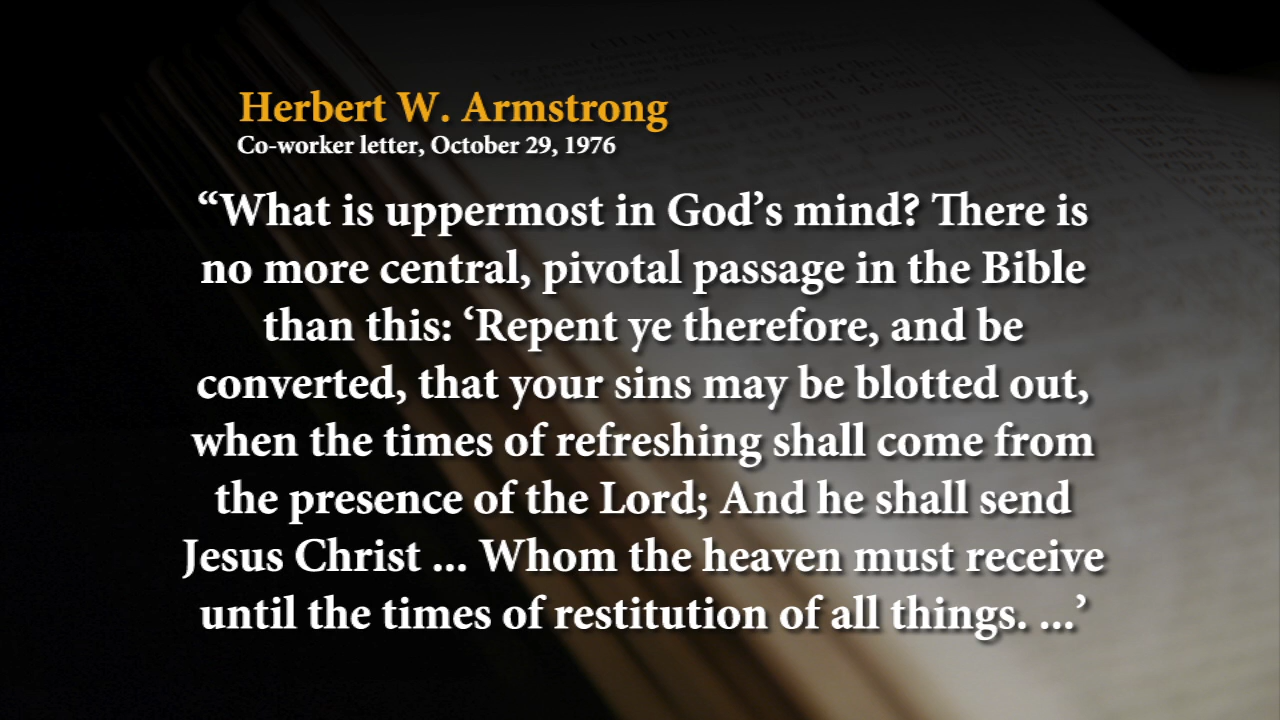 Herbert W. Armstrong
Co-worker letter, October 29, 1976
“What is uppermost in God’s mind? There is
no more central, pivotal passage in the Bible
than this: ‘Repent ye therefore, and be
converted, that your sins may be blotted out,
when the times of refreshing shall come from
the presence of the Lord; And he shall send
Jesus Christ ... Whom the heaven must receive
until the times of restitution of all things. ...’